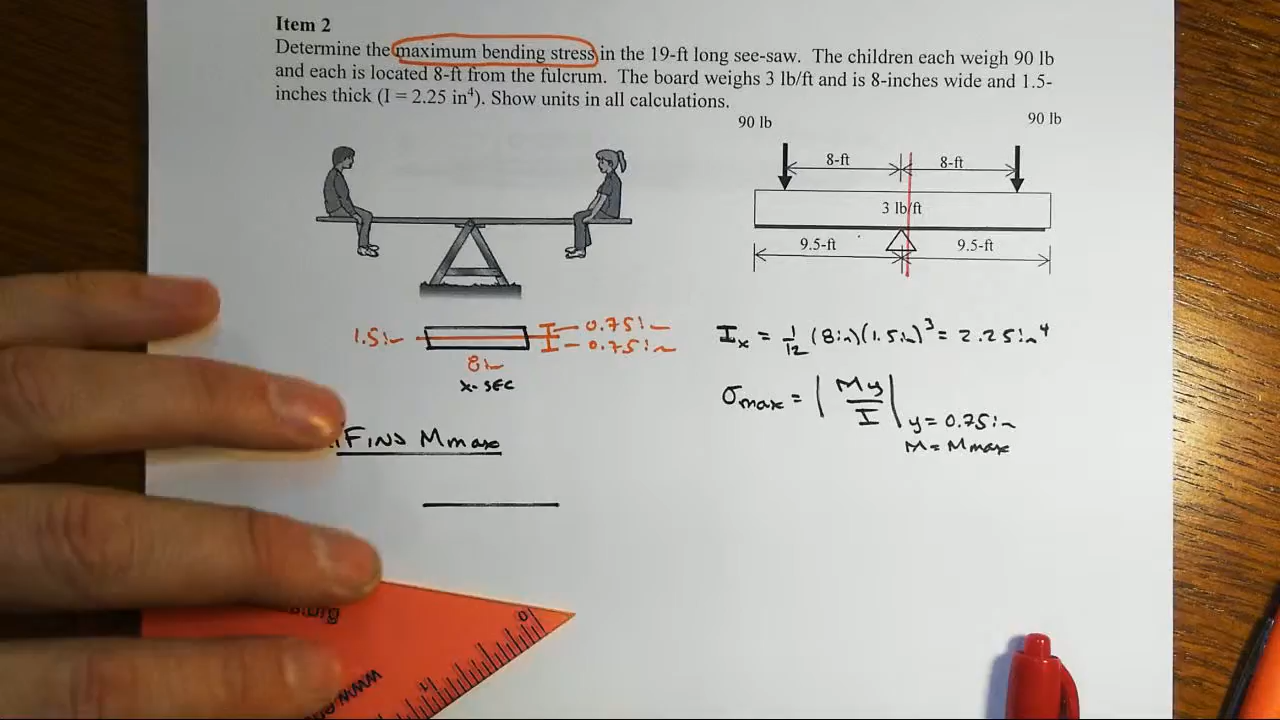 Item 2
Determine the maximum bending stress in the 19-ft long see-saw. The children each weigh 90 lb
and each is located 8-ft from the fulcrum. The board weighs 3 lb/ft and is 8-inches wide and 1.5-
inches thick (I = 2.25 in⁴). Show units in all calculations.
90 lb
90 lb
8-ft
8-ft
3 lb/ft
9.5-ft
9.5-ft
1.5in
0.75in
0.75in
8in
X-SEC
Ix = 1/12 (8in)(1.5in)³ = 2.25in⁴
σmax = |My/I| y = 0.75in
M = Mmax
FIND Mmax
0
1